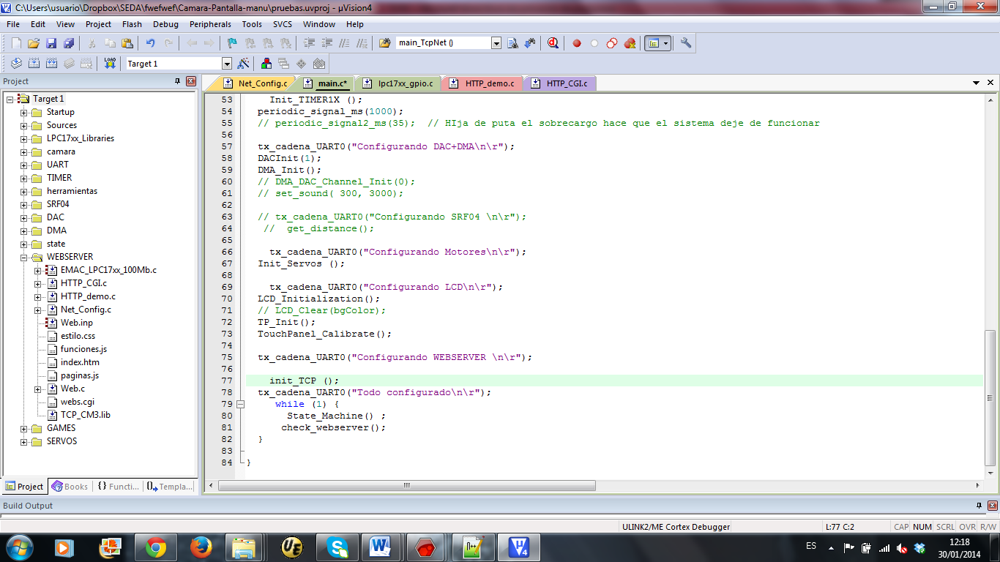 C:\Users\usuario\Dropbox\SEDA\fwefwef\Camara-Pantalla-manu\pruebas.uvproj - µVision4
File Edit View Project Flash Debug Peripherals Tools SVCS Window Help
main_TcpNet ()
LOAD
Target 1
Project
Net_Config.c main.c* lpc17xx_gpio.c HTTP_demo.c HTTP_CGI.c
Target 1
Startup
Sources
LPC17xx_Libraries
camara
UART
TIMER
herramientas
SRF04
DAC
DMA
state
WEBSERVER
EMAC_LPC17xx_100Mb.c
HTTP_CGI.c
HTTP_demo.c
Net_Config.c
Web.inp
estilo.css
funciones.js
index.htm
paginas.js
Web.c
webs.cgi
TCP_CM3.lib
GAMES
SERVOS
Project Books {} Functi... Templa...
53 Init_TIMER1X ();
54 periodic_signal_ms(1000);
55 // periodic_signal2_ms(35);  // HIja de puta el sobrecargo hace que el sistema deje de funcionar
56
57 tx_cadena_UART0("Configurando DAC+DMA\n\r");
58 DACInit(1);
59 DMA_Init();
60 // DMA_DAC_Channel_Init(0);
61 // set_sound( 300, 3000);
62
63 // tx_cadena_UART0("Configurando SRF04 \n\r");
64 //  get_distance();
65
66 tx_cadena_UART0("Configurando Motores\n\r");
67 Init_Servos ();
68
69 tx_cadena_UART0("Configurando LCD\n\r");
70 LCD_Initialization();
71 // LCD_Clear(bgColor);
72 TP_Init();
73 TouchPanel_Calibrate();
74
75 tx_cadena_UART0("Configurando WEBSERVER \n\r");
76
77 init_TCP ();
78 tx_cadena_UART0("Todo configurado\n\r");
79 while (1) {
80 State_Machine() ;
81 check_webserver();
82 }
83
84 }
Build Output
ULINK2/ME Cortex Debugger L:77 C:2 CAP NUM SCRL OVR R/W
ES 12:18
30/01/2014